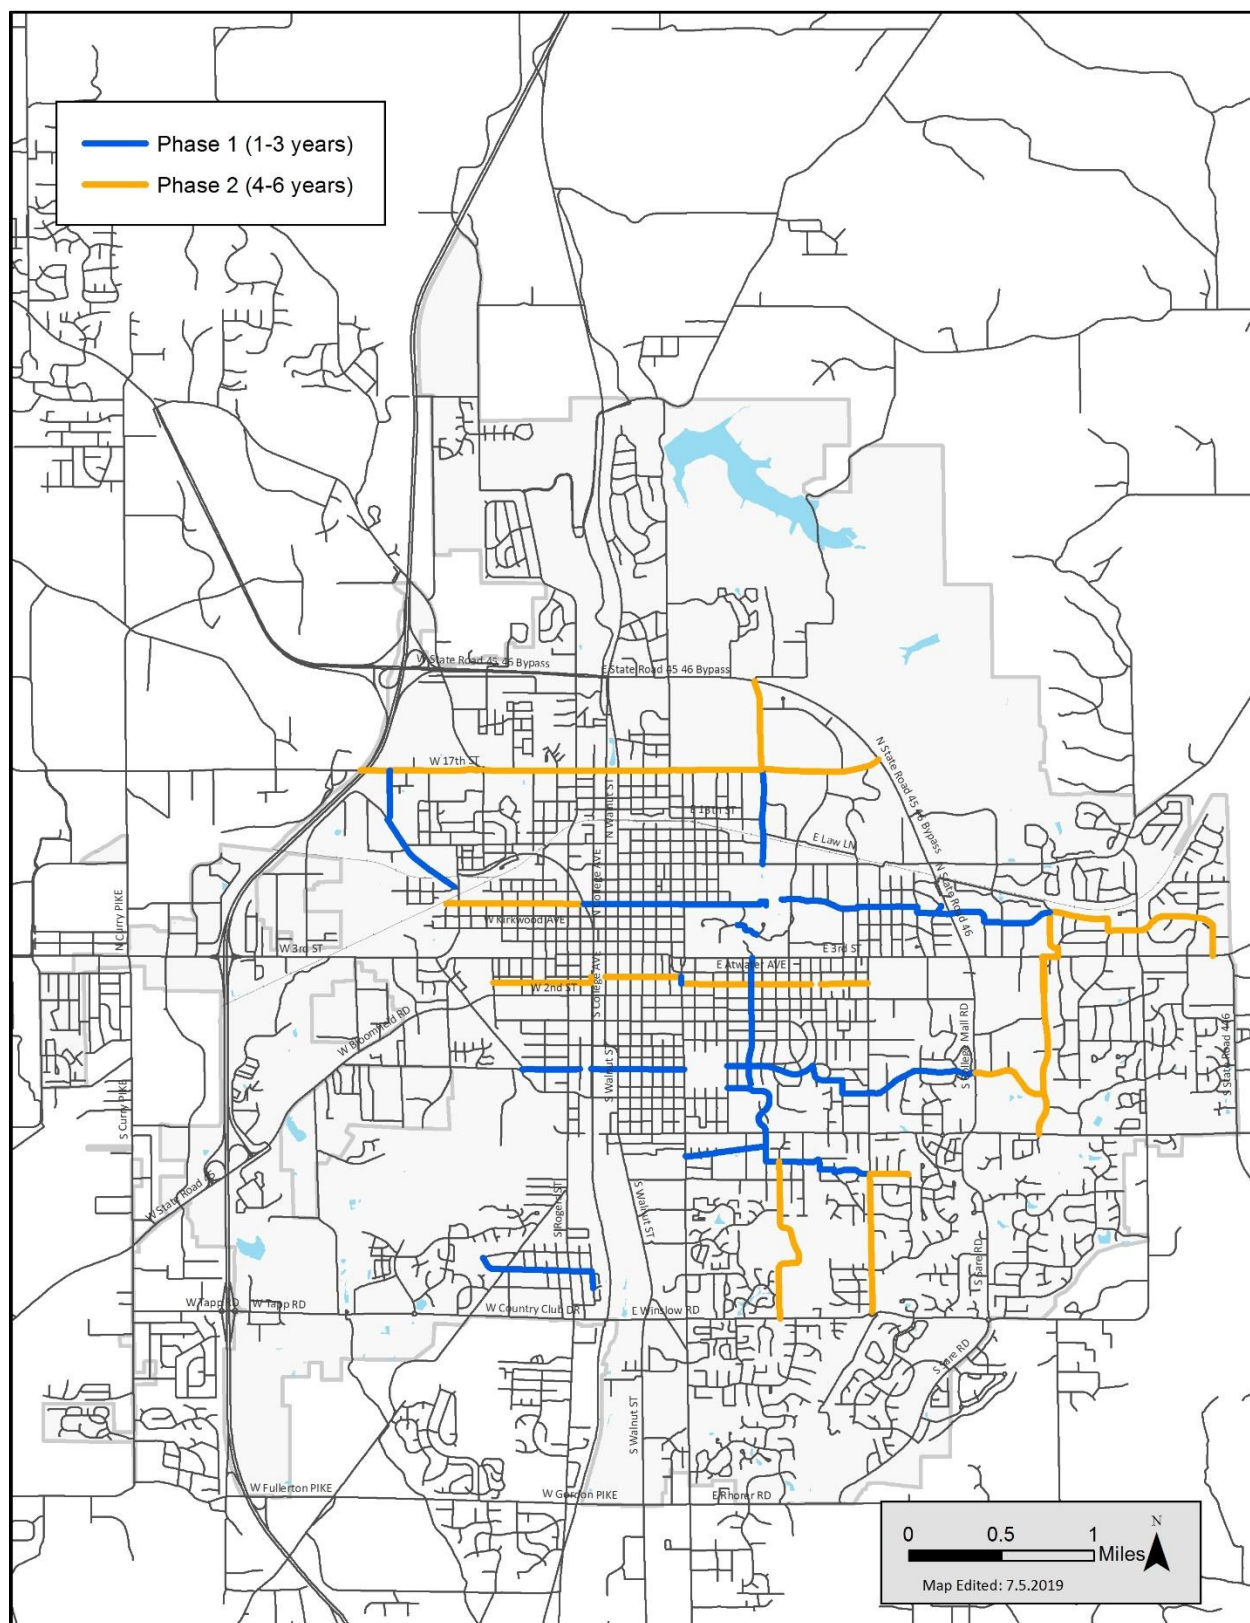 Phase 1 (1-3 years)
Phase 2 (4-6 years)
W State Road 45 46 Bypass
E State Road 45 46 Bypass
W 17th ST
N State Road 45 46 Bypass
N Walnut ST
E 13th ST
E Law LN
N State Road 46
N Curry PIKE
N College AVE
W Kirkwood AVE
W 3rd ST
E 3rd ST
E Atwater AVE
W 2nd ST
S College AVE
W Bloomfield RD
S College Mall RD
S State Road 446
S Walnut ST
S Curry PIKE
W State Road 45
S Rogers ST
S Walnut ST
S Sare RD
W Tapp RD
W Tapp RD
W Country Club DR
E Winslow RD
S Sare RD
S Walnut ST
W Fullerton PIKE
W Gordon PIKE
E Rhorer RD
N
0 0.5 1
Miles
Map Edited: 7.5.2019